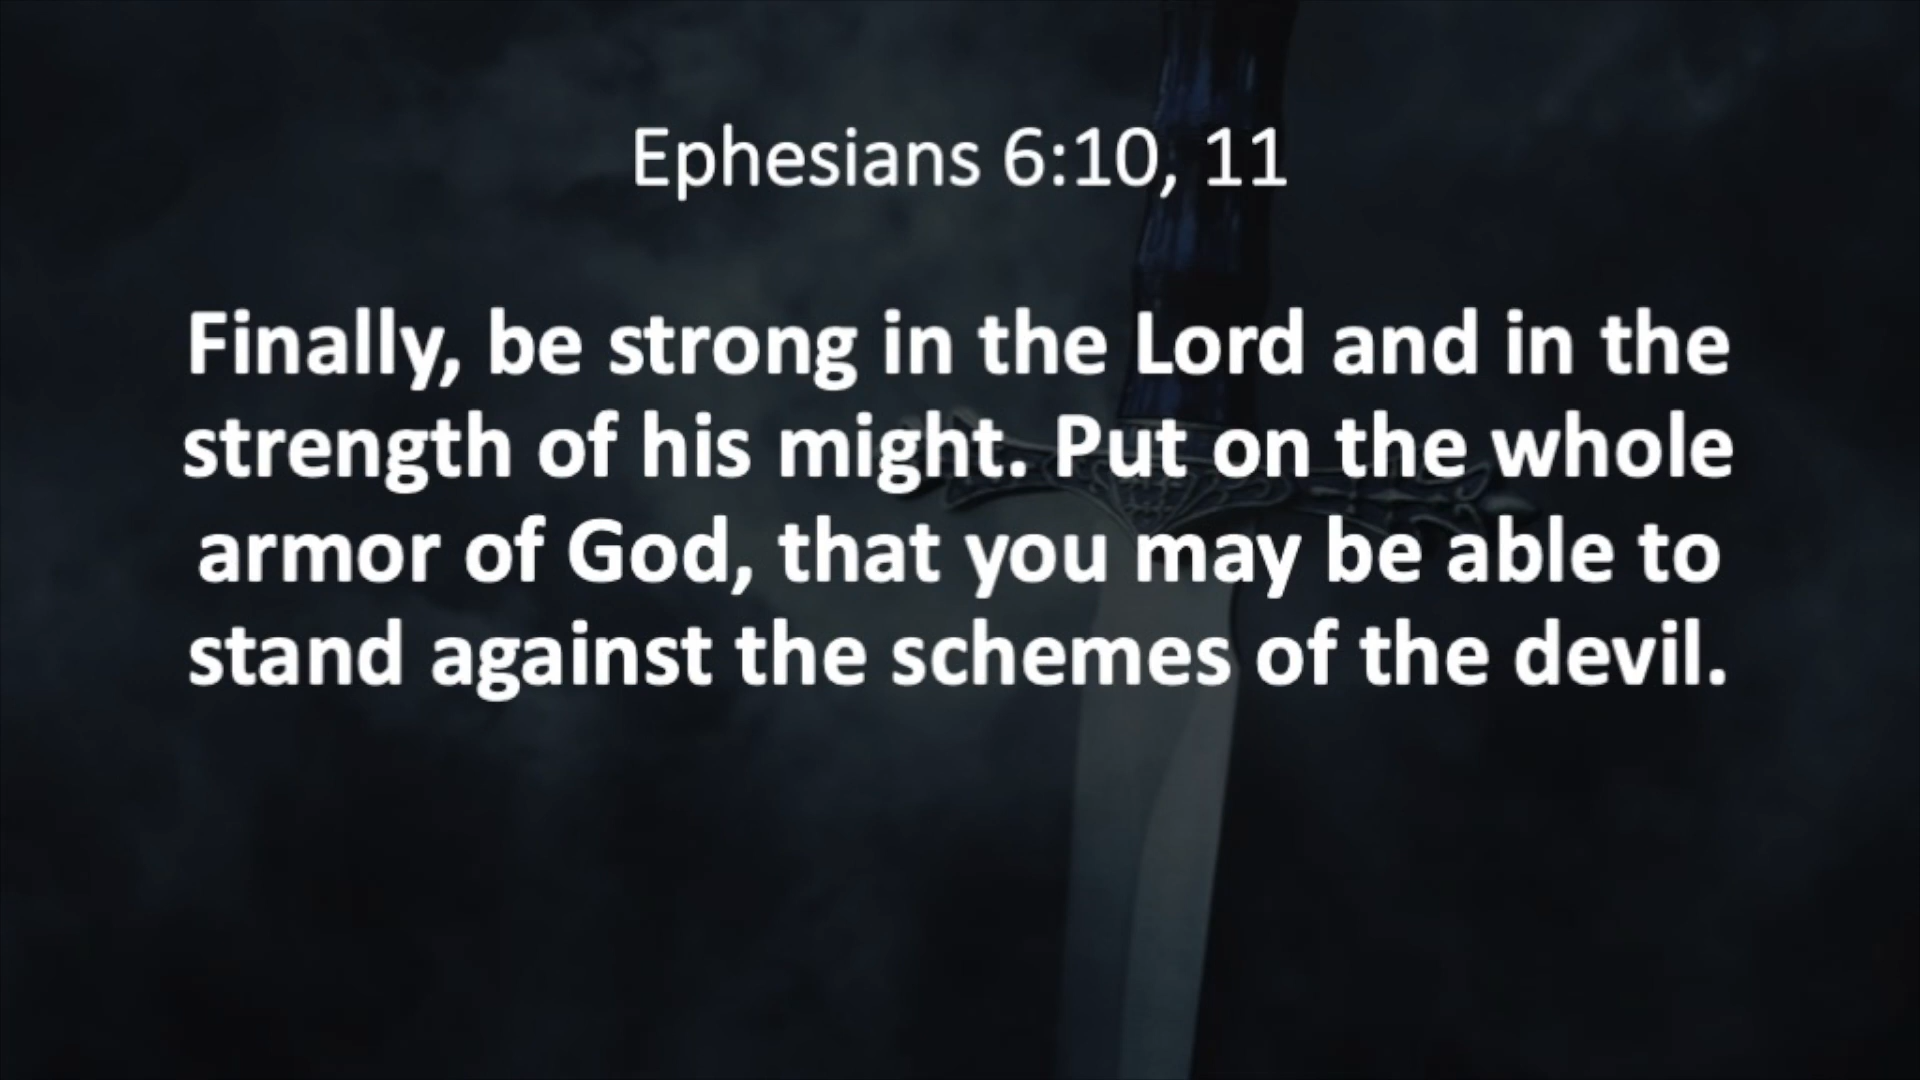 Ephesians 6:10, 11
Finally, be strong in the Lord and in the
strength of his might. Put on the whole
armor of God, that you may be able to
stand against the schemes of the devil.